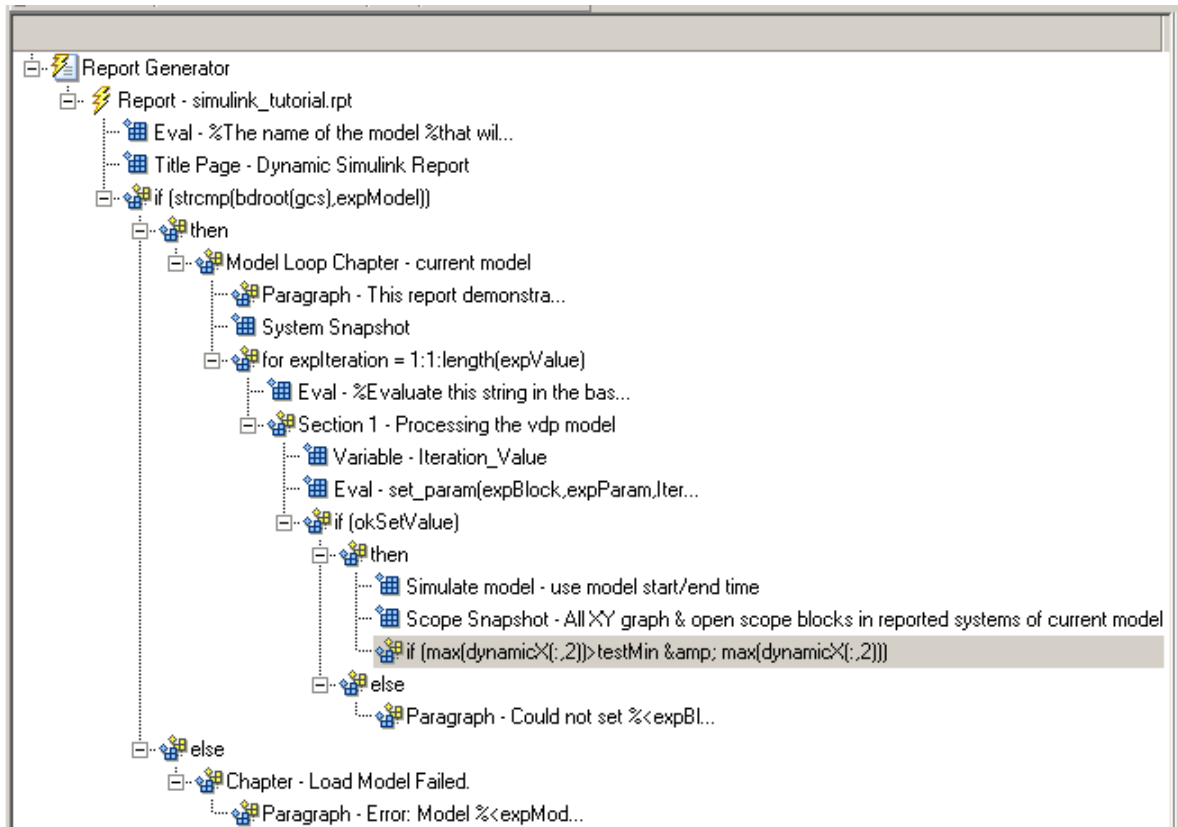 Report Generator
Report - simulink_tutorial.rpt
Eval - %The name of the model %that wil...
Title Page - Dynamic Simulink Report
if (strcmp(bdroot(gcs),expModel))
then
Model Loop Chapter - current model
Paragraph - This report demonstra...
System Snapshot
for expIteration = 1:1:length(expValue)
Eval - %Evaluate this string in the bas...
Section 1 - Processing the vdp model
Variable - Iteration_Value
Eval - set_param(expBlock,expParam,Iter...
if (okSetValue)
then
Simulate model - use model start/end time
Scope Snapshot - All XY graph & open scope blocks in reported systems of current model
if (max(dynamicX(:,2))>testMin &amp; max(dynamicX(:,2)))
else
Paragraph - Could not set %<expBl...
else
Chapter - Load Model Failed.
Paragraph - Error: Model %<expMod...